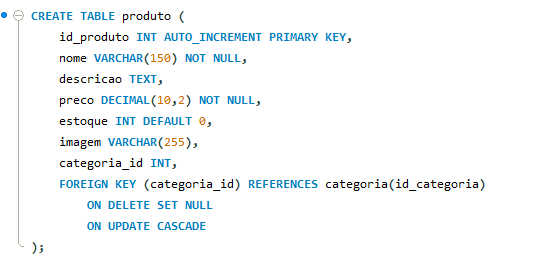 CREATE TABLE produto (
id_produto INT AUTO_INCREMENT PRIMARY KEY,
nome VARCHAR(150) NOT NULL,
descricao TEXT,
preco DECIMAL(10,2) NOT NULL,
estoque INT DEFAULT 0,
imagem VARCHAR(255),
categoria_id INT,
FOREIGN KEY (categoria_id) REFERENCES categoria(id_categoria)
ON DELETE SET NULL
ON UPDATE CASCADE
);